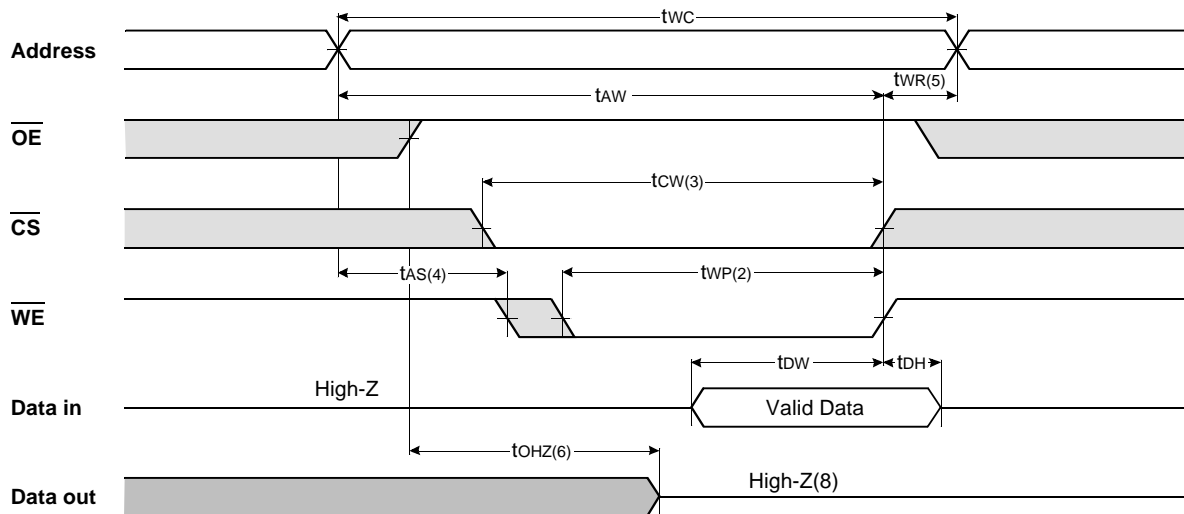 tWC
Address
tWR(5)
tAW
OE
tCW(3)
CS
tAS(4)
tWP(2)
WE
tDW
tDH
High-Z
Data in
Valid Data
tOHZ(6)
High-Z(8)
Data out